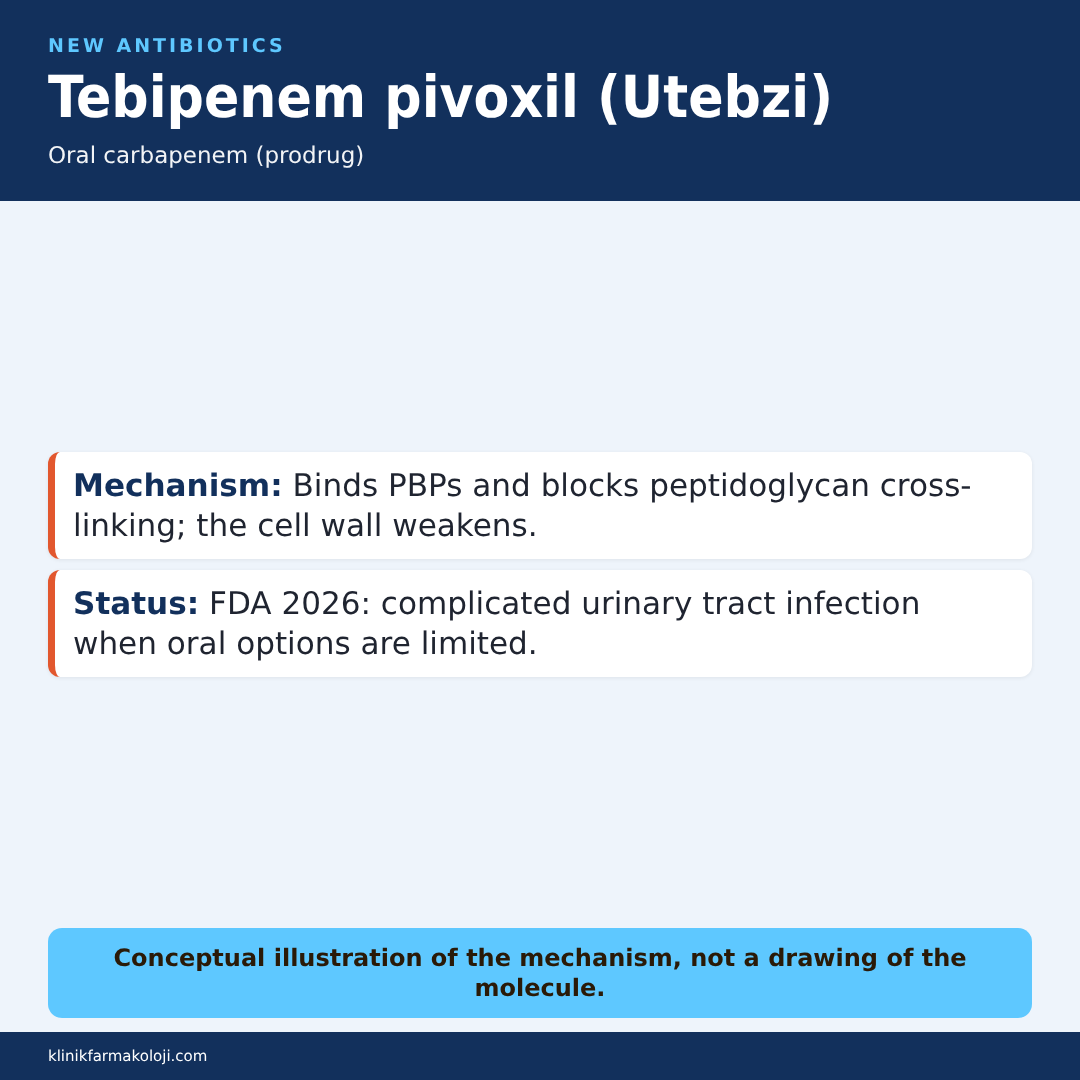 NEW ANTIBIOTICS
Tebipenem pivoxil (Utebzi)
Oral carbapenem (prodrug)
Mechanism: Binds PBPs and blocks peptidoglycan cross-
linking; the cell wall weakens.
Status: FDA 2026: complicated urinary tract infection
when oral options are limited.
Conceptual illustration of the mechanism, not a drawing of the
molecule.
klinikfarmakoloji.com